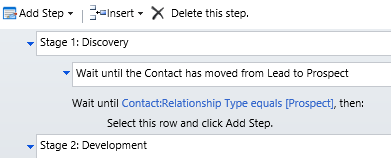 Add Step Insert Delete this step.
Stage 1: Discovery
Wait until the Contact has moved from Lead to Prospect
Wait until Contact:Relationship Type equals [Prospect], then:
Select this row and click Add Step.
Stage 2: Development